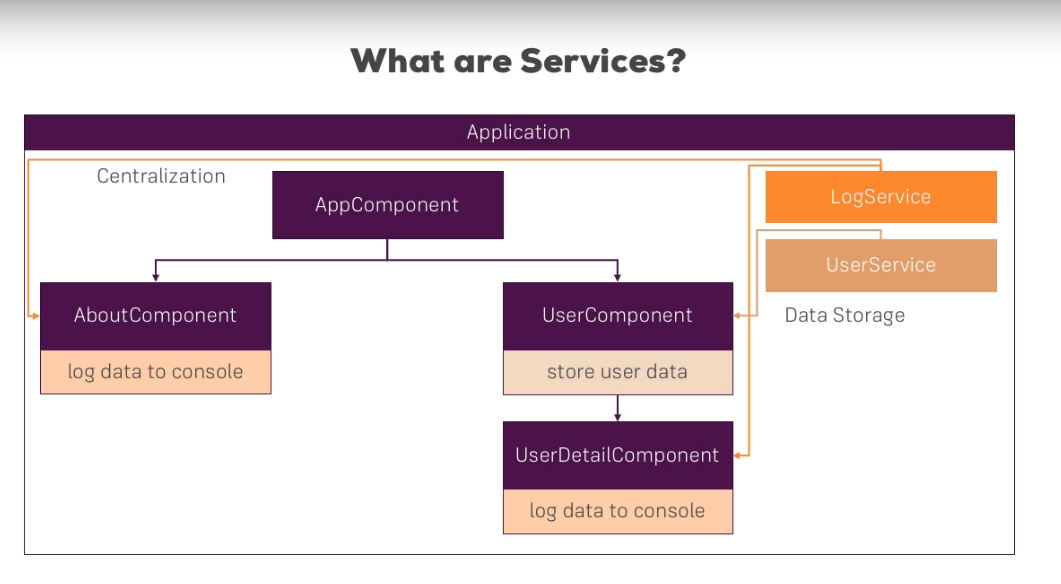 What are Services?
Application
Centralization
AppComponent
LogService
UserService
AboutComponent
UserComponent
Data Storage
log data to console
store user data
UserDetailComponent
log data to console